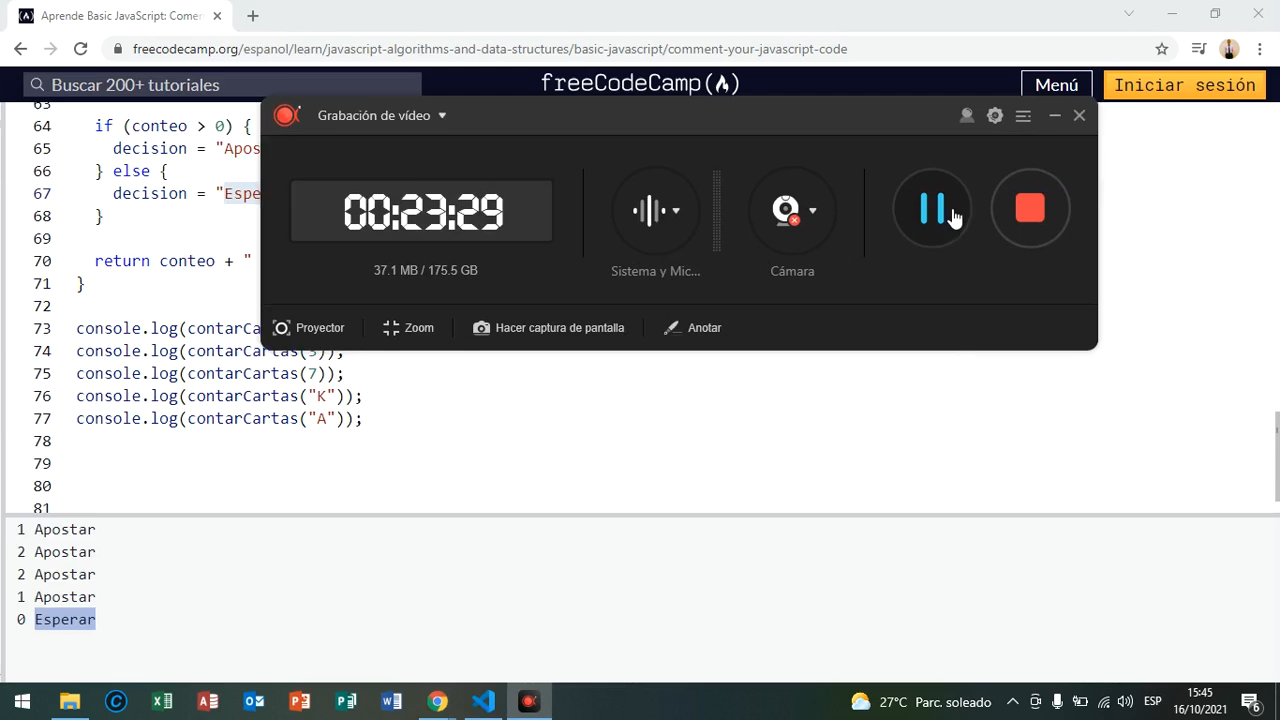 Aprende Basic JavaScript: Comen
freecodecamp.org/espanol/learn/javascript-algorithms-and-data-structures/basic-javascript/comment-your-javascript-code
Buscar 200+ tutoriales
freeCodeCamp
Menú
Iniciar sesión
63
64 if (conteo > 0) {
65 decision = "Apos
66 } else {
67 decision = "Espe
68 }
69
70 return conteo + "
71 }
72
73 console.log(contarCa
74 console.log(contarCartas(3));
75 console.log(contarCartas(7));
76 console.log(contarCartas("K"));
77 console.log(contarCartas("A"));
78
79
80
81
Grabación de vídeo
00:23:29
37.1 MB / 175.5 GB
Sistema y Mic...
Cámara
Proyector
Zoom
Hacer captura de pantalla
Anotar
1 Apostar
2 Apostar
2 Apostar
1 Apostar
0 Esperar
27°C Parc. soleado
ESP
15:45
16/10/2021
6